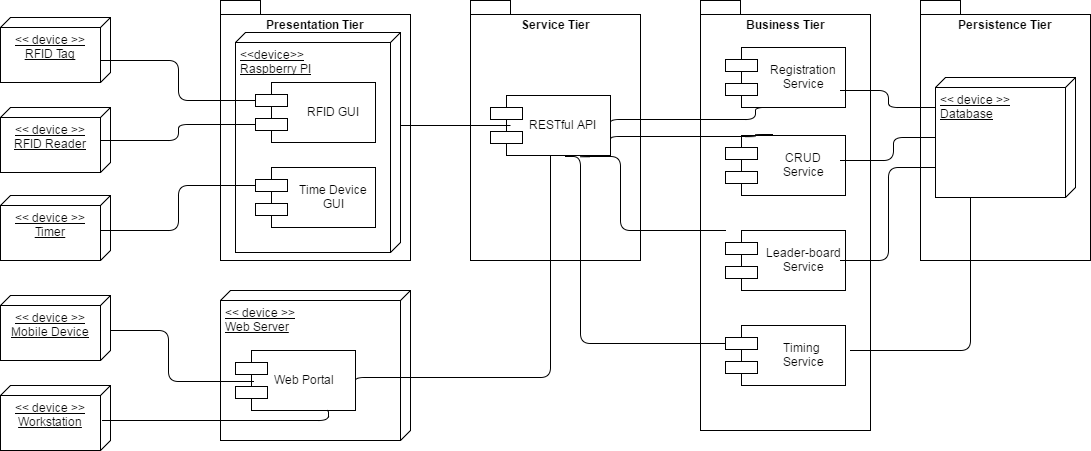 Presentation Tier
Service Tier
Business Tier
Persistence Tier
<< device >>
RFID Tag
<< device >>
RFID Reader
<< device >>
Timer
<< device >>
Mobile Device
<< device >>
Workstation
<<device>>
Raspberry PI
RFID GUI
Time Device
GUI
<< device >>
Web Server
Web Portal
RESTful API
Registration
Service
CRUD
Service
Leader-board
Service
Timing
Service
<< device >>
Database